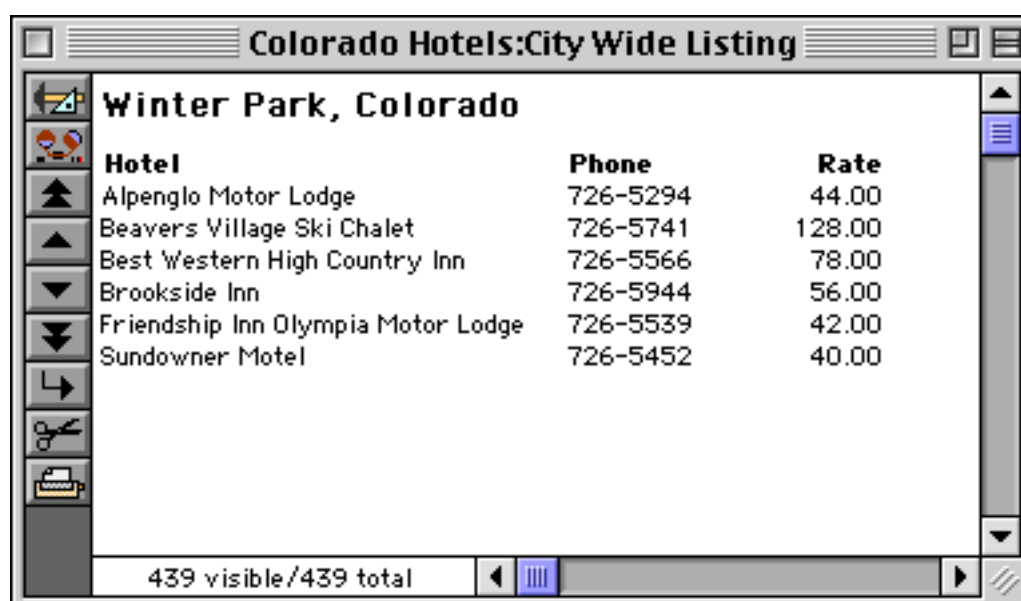 Colorado Hotels:City Wide Listing
Winter Park, Colorado
Hotel Phone Rate
Alpenglo Motor Lodge 726-5294 44.00
Beavers Village Ski Chalet 726-5741 128.00
Best Western High Country Inn 726-5566 78.00
Brookside Inn 726-5944 56.00
Friendship Inn Olympia Motor Lodge 726-5539 42.00
Sundowner Motel 726-5452 40.00
439 visible/439 total